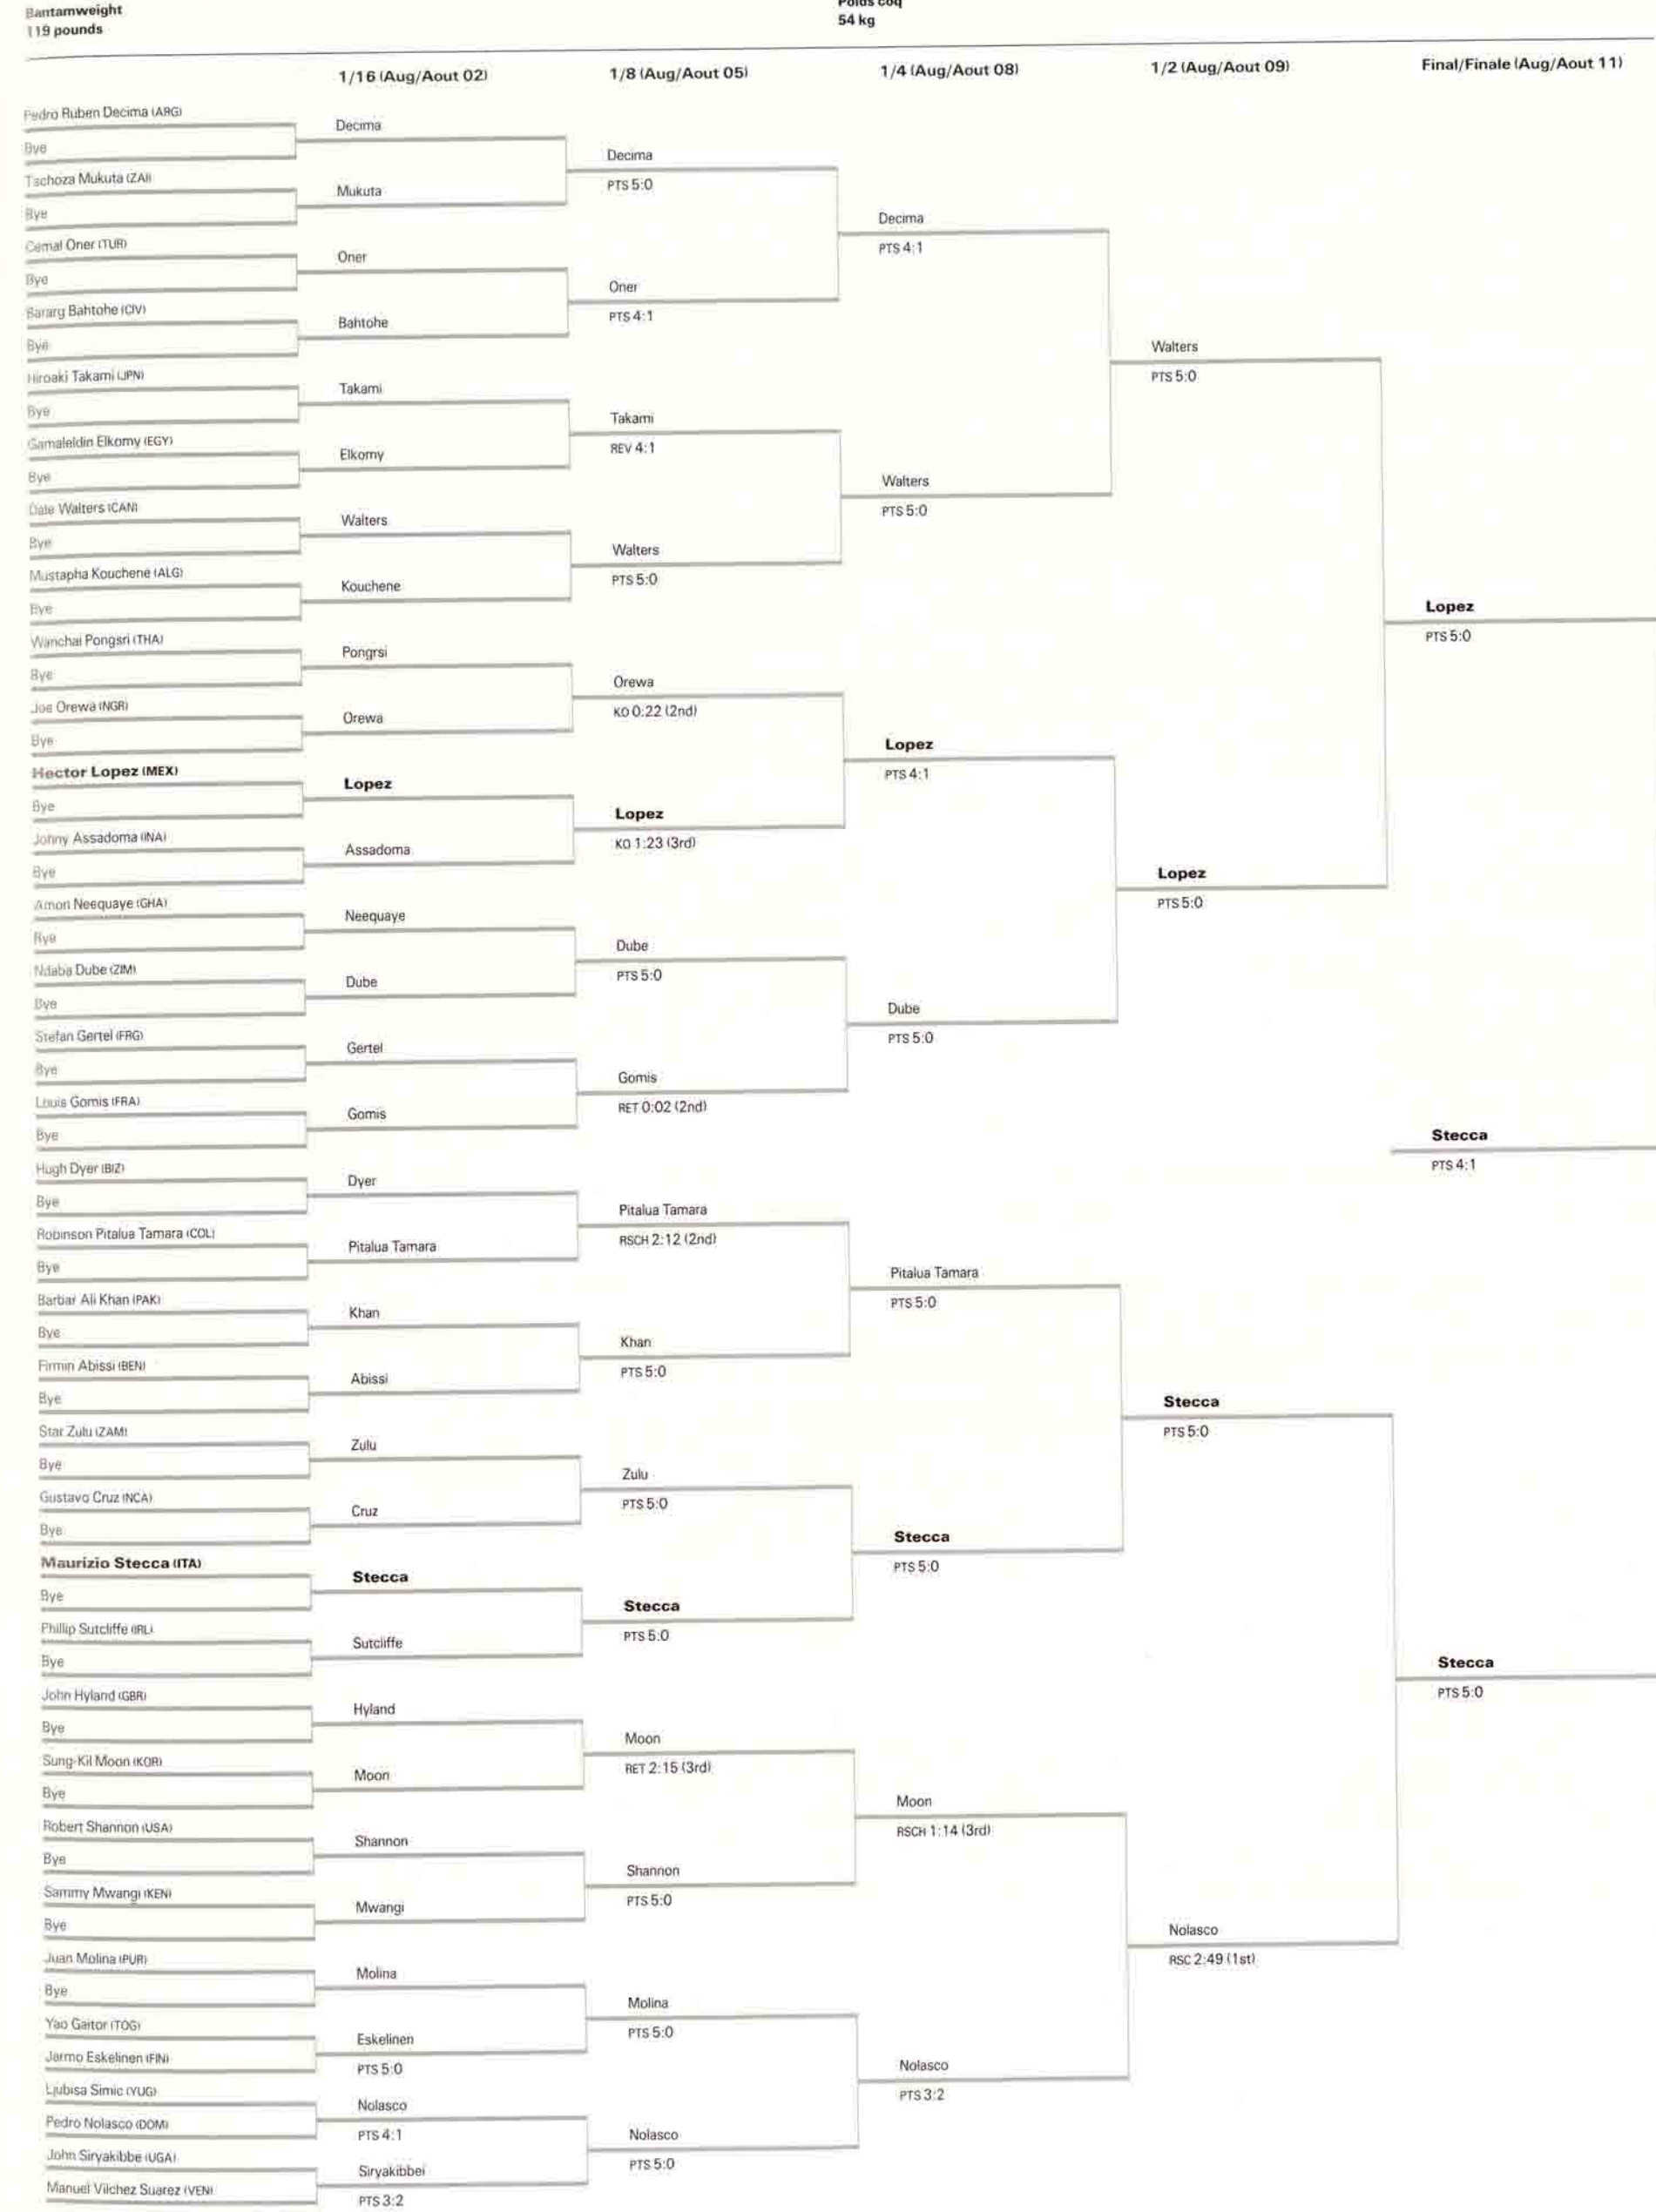 Bantamweight
119 pounds
Poids coq
54 kg
1/16 (Aug/Aout 02)
1/8 (Aug/Aout 05)
1/4 (Aug/Aout 08)
1/2 (Aug/Aout 09)
Final/Finale (Aug/Aout 11)
Pedro Ruben Decima (ARG)
Bye
Tschoza Mukuta (ZAI)
Bye
Cemal Oner (TUR)
Bye
Bararg Bahtohe (CIV)
Bye
Hiroaki Takami (JPN)
Bye
Gamaleldin Elkomy (EGY)
Bye
Dale Walters (CAN)
Bye
Mustapha Kouchene (ALG)
Bye
Wanchai Pongsri (THA)
Bye
Joe Orewa (NGR)
Bye
Hector Lopez (MEX)
Bye
Johny Assadoma (INA)
Bye
Amon Neequaye (GHA)
Bye
Ndaba Dube (ZIM)
Bye
Stefan Gertel (FRG)
Bye
Louis Gomis (FRA)
Bye
Hugh Dyer (BIZ)
Bye
Robinson Pitalua Tamara (COL)
Bye
Barbar Ali Khan (PAK)
Bye
Firmin Abissi (BEN)
Bye
Star Zulu (ZAM)
Bye
Gustavo Cruz (NCA)
Bye
Maurizio Stecca (ITA)
Bye
Phillip Sutcliffe (IRL)
Bye
John Hyland (GBR)
Bye
Sung-Kil Moon (KOR)
Bye
Robert Shannon (USA)
Bye
Sammy Mwangi (KEN)
Bye
Juan Molina (PUR)
Bye
Yao Gaitor (TOG)
Jarmo Eskelinen (FIN)
Ljubisa Simic (YUG)
Pedro Nolasco (DOM)
John Siryakibbe (UGA)
Manuel Vilchez Suarez (VEN)
Decima
Mukuta
Oner
Bahtohe
Takami
Elkomy
Walters
Kouchene
Pongrsi
Orewa
Lopez
Assadoma
Neequaye
Dube
Gertel
Gomis
Dyer
Pitalua Tamara
Khan
Abissi
Zulu
Cruz
Stecca
Sutcliffe
Hyland
Moon
Shannon
Mwangi
Molina
Eskelinen
PTS 5:0
Nolasco
PTS 4:1
Siryakibbei
PTS 3:2
Decima
PTS 5:0
Oner
PTS 4:1
Takami
REV 4:1
Walters
PTS 5:0
Orewa
KO 0:22 (2nd)
Lopez
KO 1:23 (3rd)
Dube
PTS 5:0
Gomis
RET 0:02 (2nd)
Pitalua Tamara
RSCH 2:12 (2nd)
Khan
PTS 5:0
Zulu
PTS 5:0
Stecca
PTS 5:0
Moon
RET 2:15 (3rd)
Shannon
PTS 5:0
Molina
PTS 5:0
Nolasco
PTS 5:0
Decima
PTS 4:1
Walters
PTS 5:0
Lopez
PTS 4:1
Dube
PTS 5:0
Pitalua Tamara
PTS 5:0
Stecca
PTS 5:0
Moon
RSCH 1:14 (3rd)
Nolasco
PTS 3:2
Walters
PTS 5:0
Lopez
PTS 5:0
Stecca
PTS 5:0
Nolasco
RSC 2:49 (1st)
Lopez
PTS 5:0
Stecca
PTS 4:1
Stecca
PTS 5:0